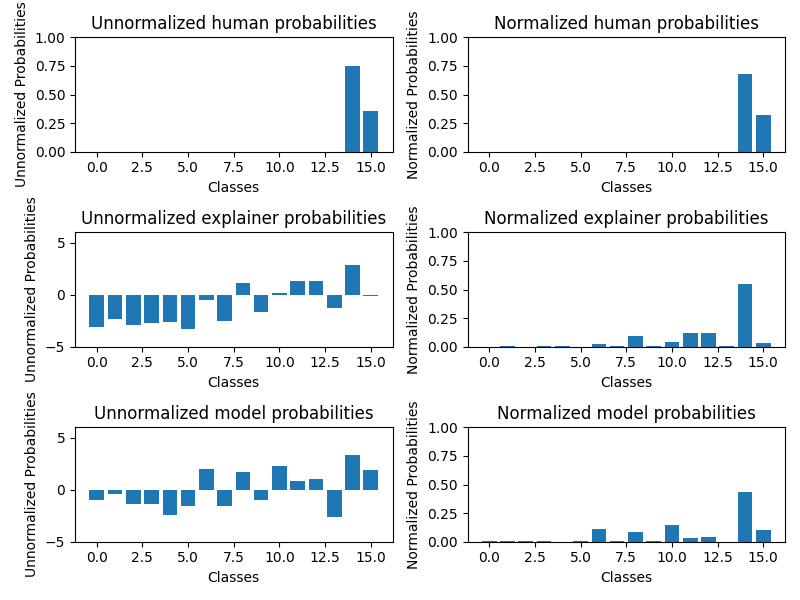 Unnormalized human probabilities
Unnormalized Probabilities
1.00
0.75
0.50
0.25
0.00
0.0 2.5 5.0 7.5 10.0 12.5 15.0
Classes
Normalized human probabilities
Normalized Probabilities
1.00
0.75
0.50
0.25
0.00
0.0 2.5 5.0 7.5 10.0 12.5 15.0
Classes
Unnormalized explainer probabilities
Unnormalized Probabilities
5
0
−5
0.0 2.5 5.0 7.5 10.0 12.5 15.0
Classes
Normalized explainer probabilities
Normalized Probabilities
1.00
0.75
0.50
0.25
0.00
0.0 2.5 5.0 7.5 10.0 12.5 15.0
Classes
Unnormalized model probabilities
Unnormalized Probabilities
5
0
−5
0.0 2.5 5.0 7.5 10.0 12.5 15.0
Classes
Normalized model probabilities
Normalized Probabilities
1.00
0.75
0.50
0.25
0.00
0.0 2.5 5.0 7.5 10.0 12.5 15.0
Classes